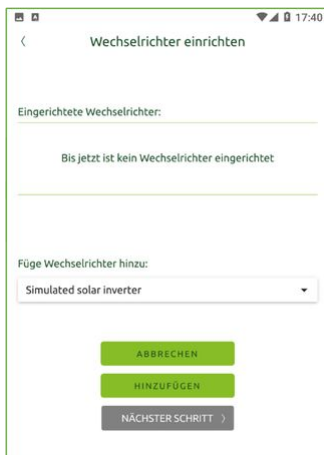 17:40
Wechselrichter einrichten
Eingerichtete Wechselrichter:
Bis jetzt ist kein Wechselrichter eingerichtet
Füge Wechselrichter hinzu:
Simulated solar inverter
ABBRECHEN
HINZUFÜGEN
NÄCHSTER SCHRITT